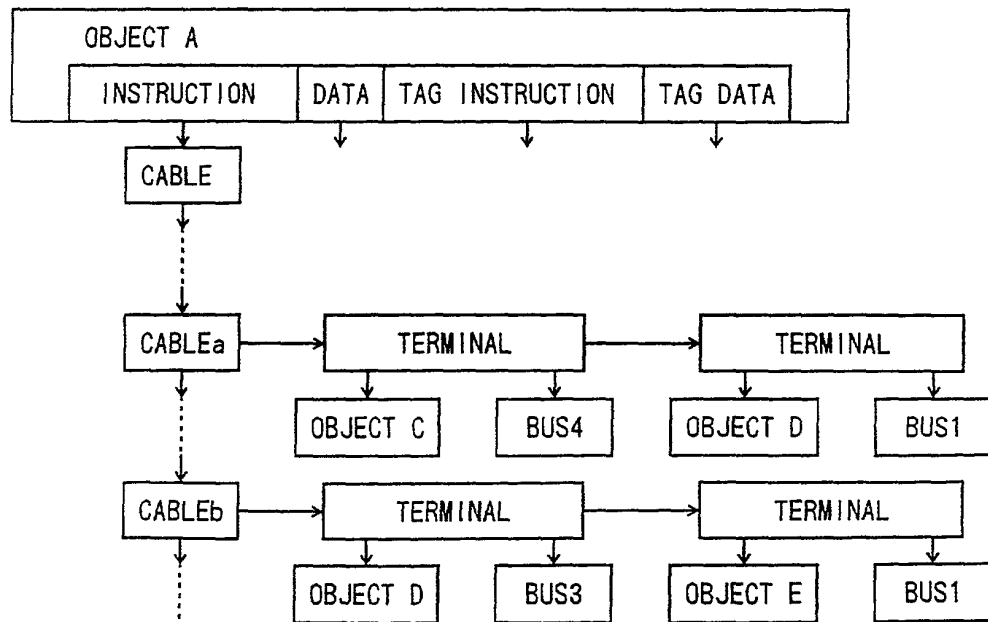 OBJECT A
INSTRUCTION DATA TAG INSTRUCTION TAG DATA
CABLE
CABLEa TERMINAL TERMINAL
OBJECT C BUS4 OBJECT D BUS1
CABLEb TERMINAL TERMINAL
OBJECT D BUS3 OBJECT E BUS1